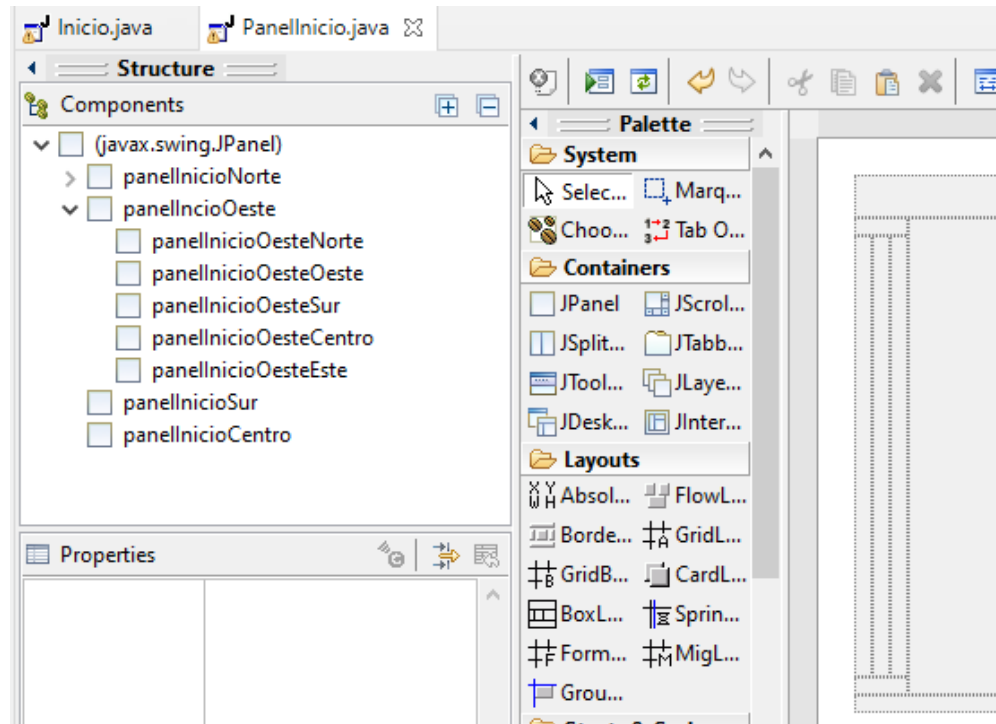 Inicio.java PanelInicio.java
Structure
Components
(javax.swing.JPanel)
panelInicioNorte
panelIncioOeste
panelInicioOesteNorte
panelInicioOesteOeste
panelInicioOesteSur
panelInicioOesteCentro
panelInicioOesteEste
panelInicioSur
panelInicioCentro
Properties
Palette
System
Selec... Marq...
Choo... Tab O...
Containers
JPanel JScrol...
JSplit... JTabb...
JTool... JLaye...
JDesk... JInter...
Layouts
Absol... FlowL...
Borde... GridL...
GridB... CardL...
BoxL... Sprin...
Form... MigL...
Grou...